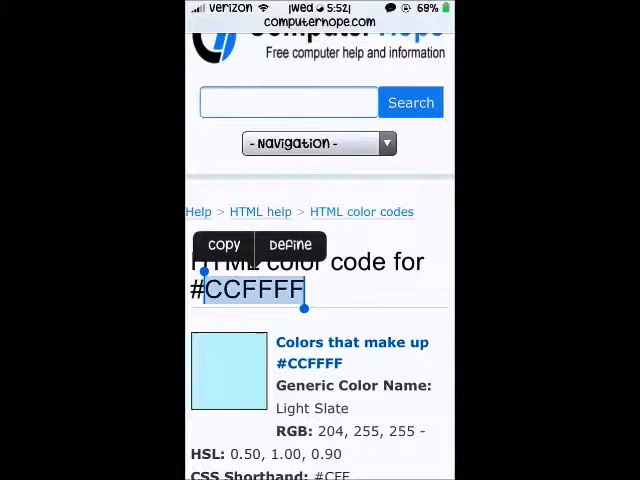 verizon |Wed 5:52| 68%
computerhope.com
Computer Hope
Free computer help and information
Search
- Navigation -
Help > HTML help > HTML color codes
Copy Define
HTML color code for
#CCFFFF
Colors that make up
#CCFFFF
Generic Color Name:
Light Slate
RGB: 204, 255, 255 -
HSL: 0.50, 1.00, 0.90
CSS Shorthand: #CFF